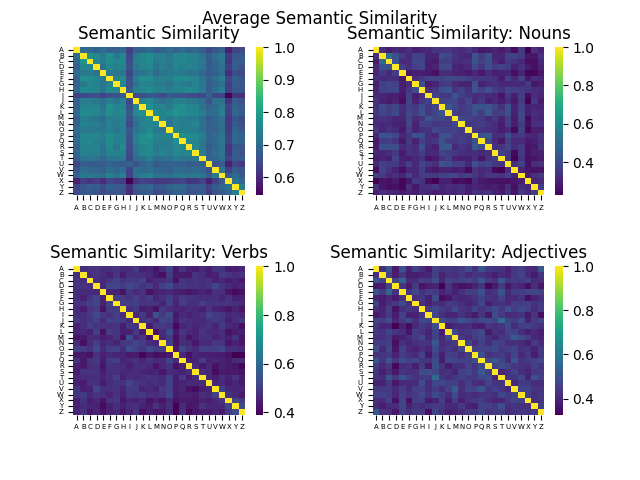 Average Semantic Similarity
Semantic Similarity
A
B
C
D
E
F
G
H
I
J
K
L
M
N
O
P
Q
R
S
T
U
V
W
X
Y
Z
A B C D E F G H I J K L M N O P Q R S T U V W X Y Z
1.0
0.9
0.8
0.7
0.6
Semantic Similarity: Nouns
A
B
C
D
E
F
G
H
I
J
K
L
M
N
O
P
Q
R
S
T
U
V
W
X
Y
Z
A B C D E F G H I J K L M N O P Q R S T U V W X Y Z
1.0
0.8
0.6
0.4
Semantic Similarity: Verbs
A
B
C
D
E
F
G
H
I
J
K
L
M
N
O
P
Q
R
S
T
U
V
W
X
Y
Z
A B C D E F G H I J K L M N O P Q R S T U V W X Y Z
1.0
0.8
0.6
0.4
Semantic Similarity: Adjectives
A
B
C
D
E
F
G
H
I
J
K
L
M
N
O
P
Q
R
S
T
U
V
W
X
Y
Z
A B C D E F G H I J K L M N O P Q R S T U V W X Y Z
1.0
0.8
0.6
0.4